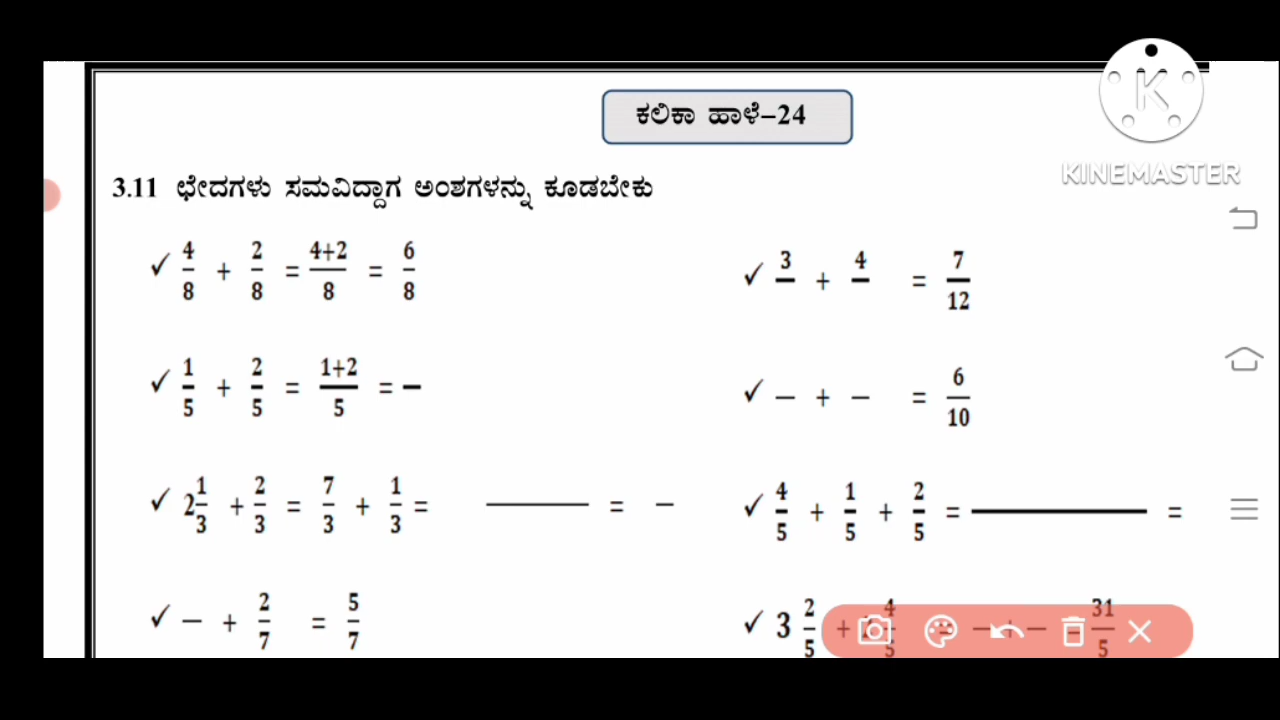 KINEMASTER
ಕಲಿಕಾ ಹಾಳೆ-24
3.11 ಛೇದಗಳು ಸಮವಿದ್ದಾಗ ಅಂಶಗಳನ್ನು ಕೂಡಬೇಕು
✓ 4/8 + 2/8 = 4+2/8 = 6/8
✓ 3/ + 4/ = 7/12
✓ 1/5 + 2/5 = 1+2/5 = –
✓ – + – = 6/10
✓ 2 1/3 + 2/3 = 7/3 + 1/3 = ——— = –
✓ 4/5 + 1/5 + 2/5 = ——— =
✓ – + 2/7 = 5/7
✓ 3 2/5 + 4/5 = – + – = 31/5